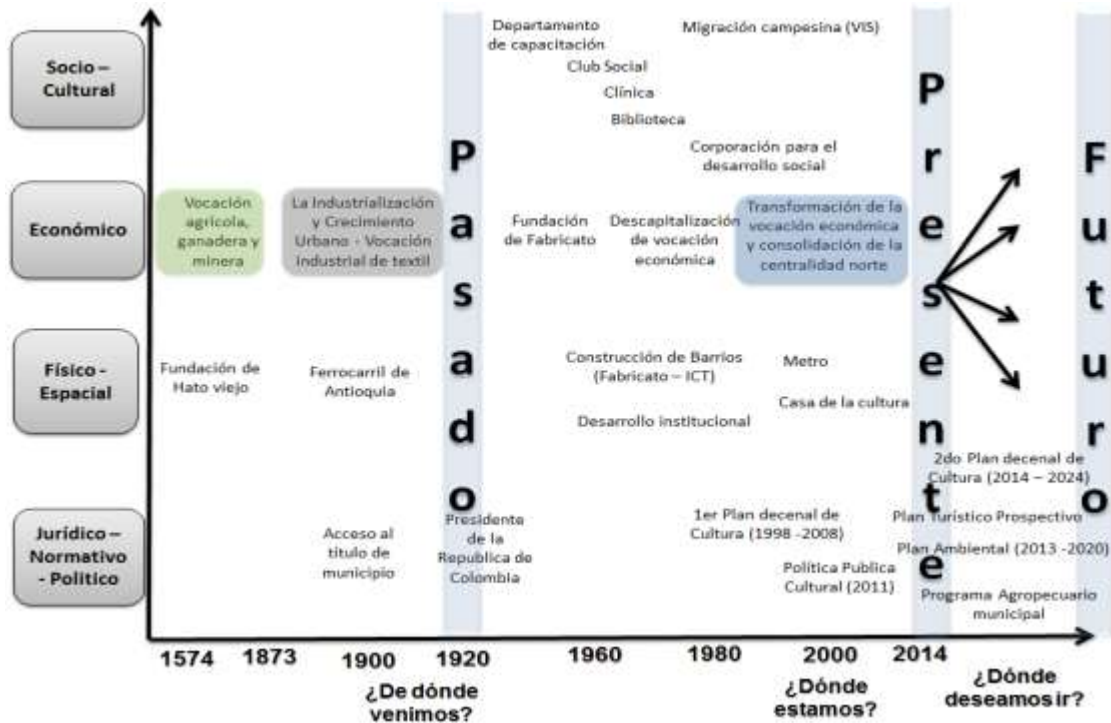 Socio –
Cultural
Departamento
de capacitación
Migración campesina (VIS)
Club Social
Clínica
Biblioteca
Corporación para el
desarrollo social
Económico
Vocación
agrícola,
ganadera y
minera
La Industrialización
y Crecimiento
Urbano - Vocación
industrial de textil
Fundación
de Fabricato
Descapitalización
de vocación
económica
Transformación de la
vocación económica
y consolidación de la
centralidad norte
Físico -
Espacial
Fundación de
Hato viejo
Ferrocarril de
Antioquia
Construcción de Barrios
(Fabricato – ICT)
Metro
Casa de la cultura
Desarrollo institucional
Jurídico –
Normativo
- Politico
Acceso al
titulo de
municipio
Presidente
de la
Republica de
Colombia
1er Plan decenal de
Cultura (1998 -2008)
Política Publica
Cultural (2011)
2do Plan decenal de
Cultura (2014 – 2024)
Plan Turístico Prospectivo
Plan Ambiental (2013 -2020)
Programa Agropecuario
municipal
Pasado
Presente
Futuro
1574
1873
1900
1920
1960
1980
2000
2014
¿De dónde
venimos?
¿Dónde
estamos?
¿Dónde
deseamos ir?